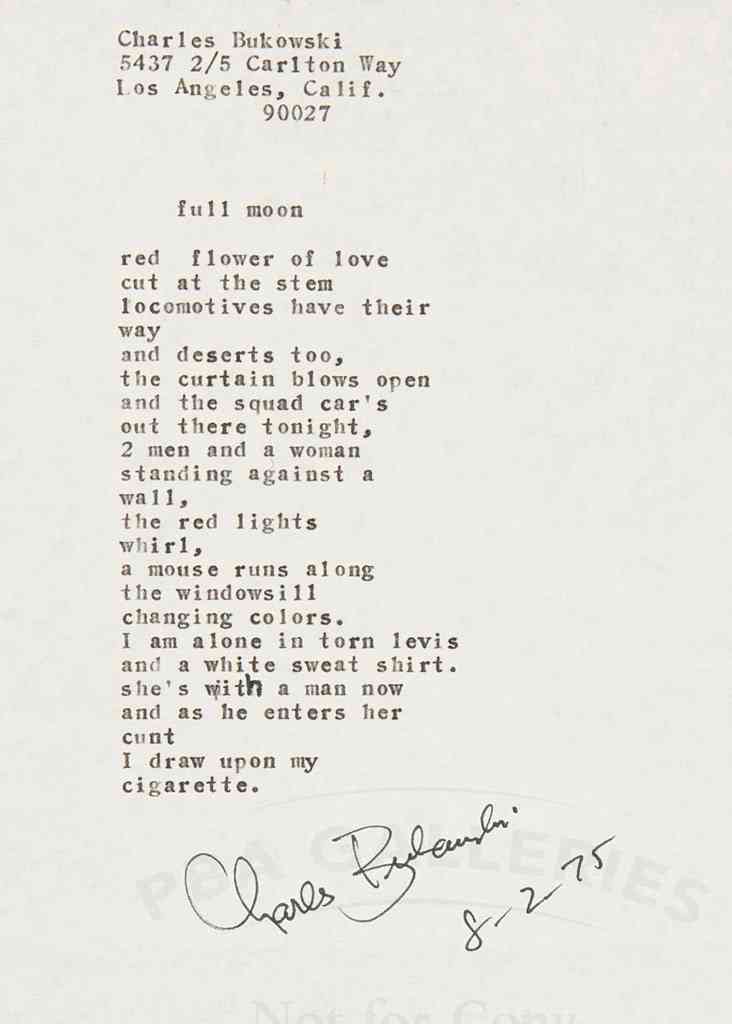 Charles Bukowski
5437 2/5 Carlton Way
Los Angeles, Calif.
90027
full moon
red  flower of love
cut at the stem
locomotives have their
way
and deserts too,
the curtain blows open
and the squad car's
out there tonight,
2 men and a woman
standing against a
wall,
the red lights
whirl,
a mouse runs along
the windowsill
changing colors.
I am alone in torn levis
and a white sweat shirt.
she's with a man now
and as he enters her
cunt
I draw upon my
cigarette.
Charles Bukowski
8-2-75
PBA GALLERIES
Not for Copy